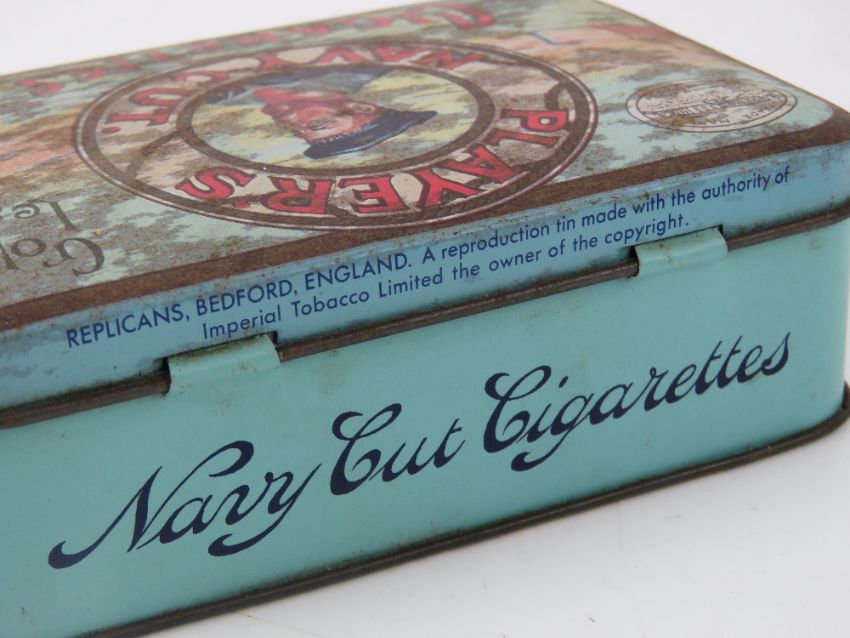 CIGARETTES
NAVY CUT.
PLAYER'S
REPLICANS, BEDFORD, ENGLAND. A reproduction tin made with the authority of
Imperial Tobacco Limited the owner of the copyright.
Navy Cut Cigarettes